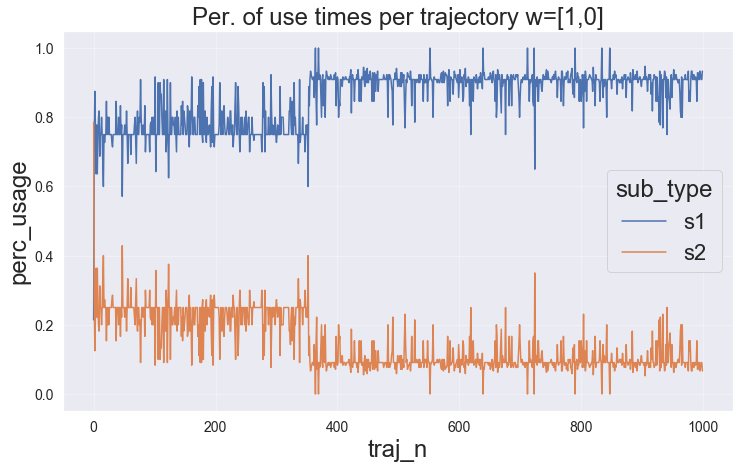 Per. of use times per trajectory w=[1,0]
1.0
0.8
0.6
0.4
0.2
0.0
perc_usage
sub_type
s1
s2
0 200 400 600 800 1000
traj_n